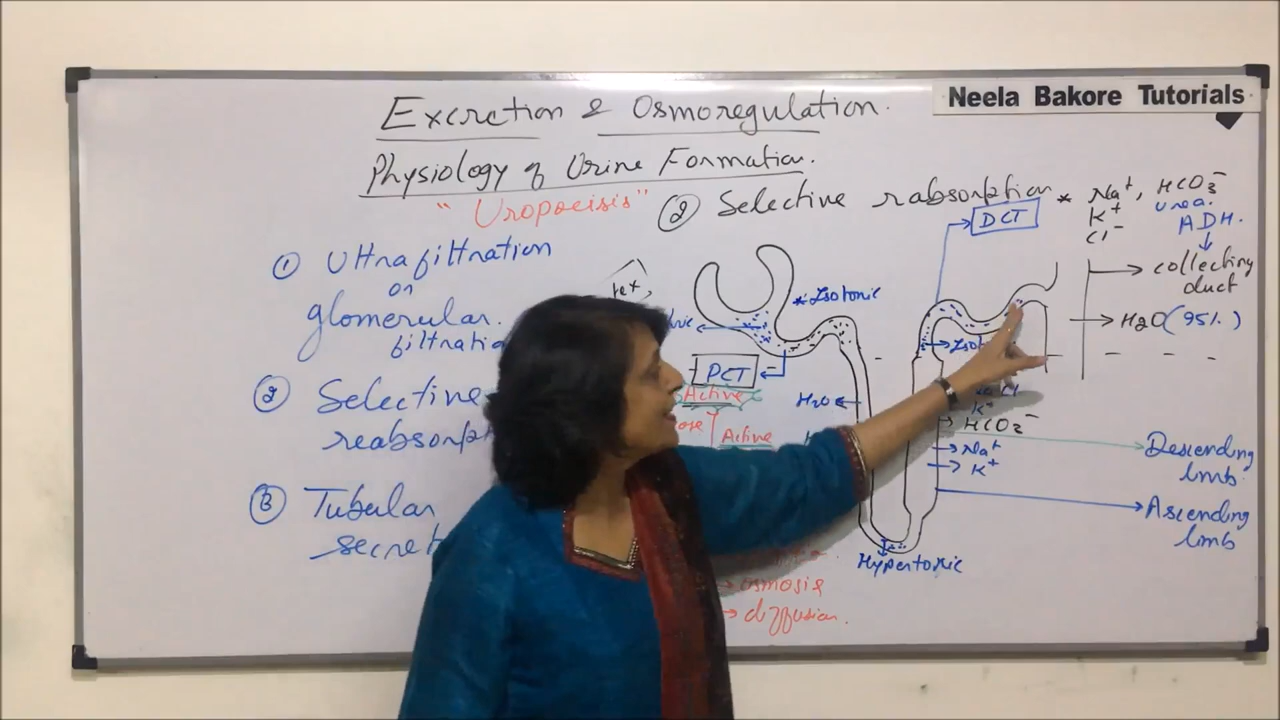 Neela Bakore Tutorials
Excretion & Osmoregulation.
Physiology of Urine Formation.
"Uropoeisis"
② Selective rabsorption
* Na⁺, HCO₃⁻
K⁺ urea.
Cl⁻ ADH.
DCT
collecting
duct
H₂O (95%)
① Ultrafiltration
or
glomerular
filtration
② Selective
reabsorp
③ Tubular
secret
*Isotonic
PCT
Active
Active
H₂O
K⁺
HCO₃⁻
Na⁺
K⁺
Descending
limb.
Ascending
limb
Hypertonic
→ osmosis
→ diffusion.